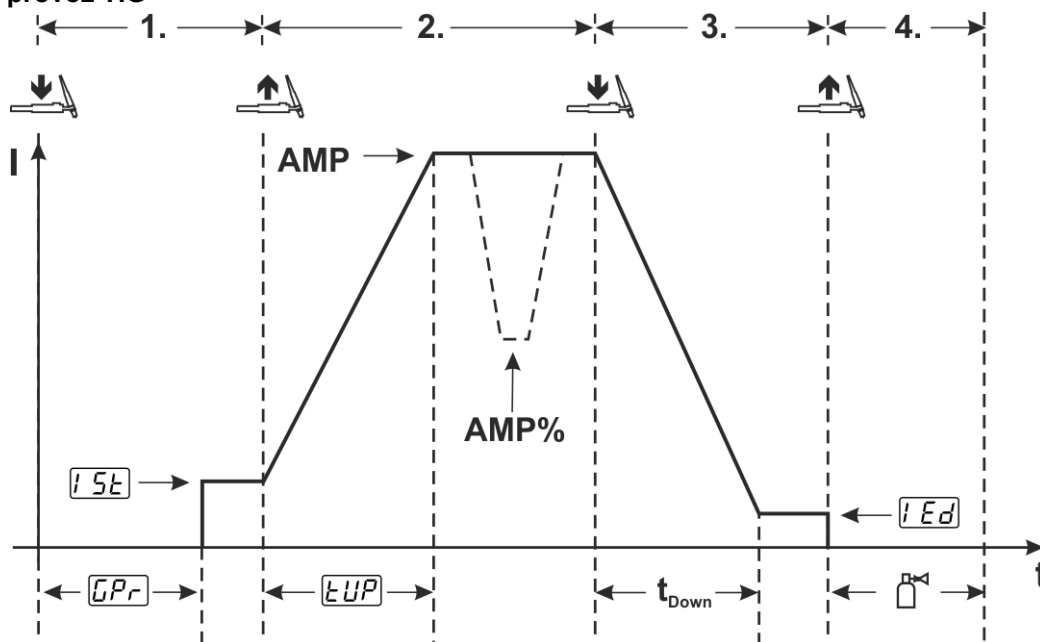 1. 2. 3. 4.
I
AMP
AMP%
I St
I Ed
t
GPr tUP tDown